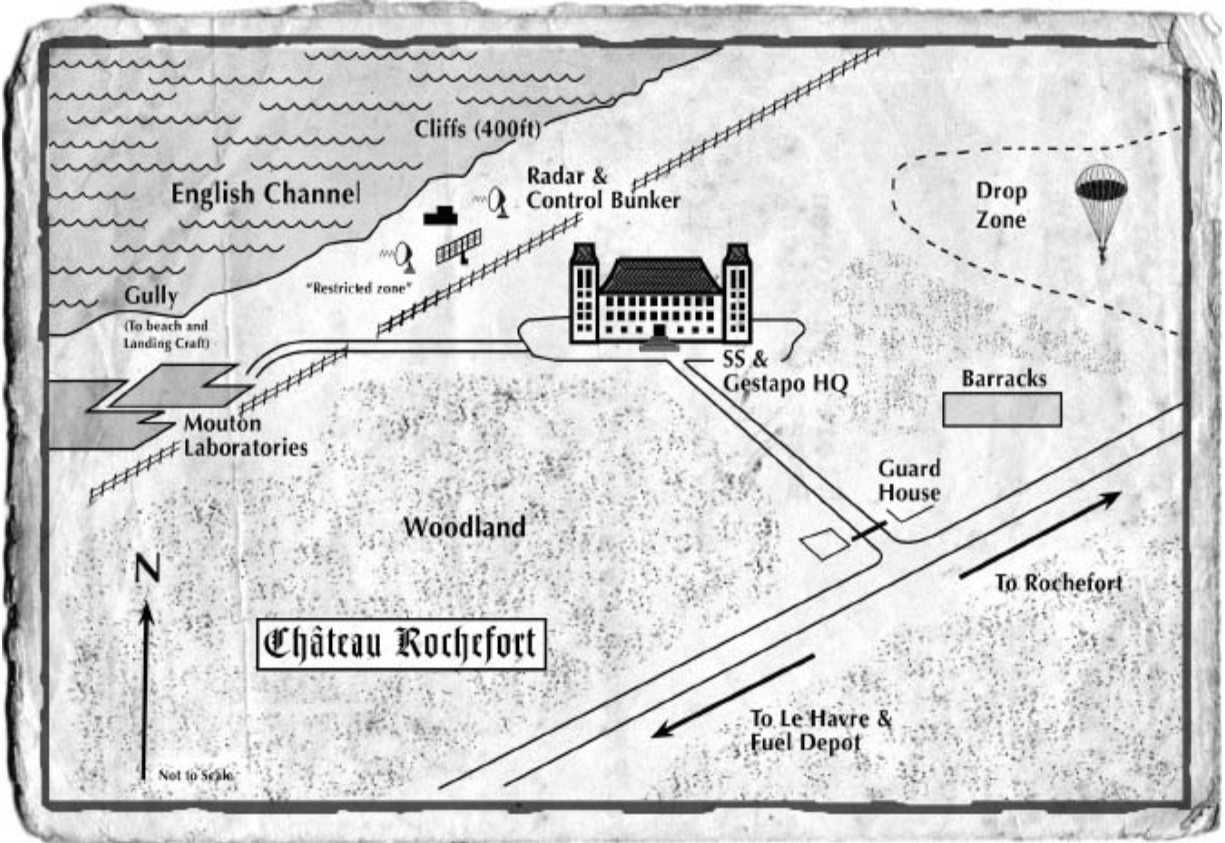 Cliffs (400ft)
English Channel
Radar &
Control Bunker
Drop
Zone
"Restricted zone"
Gully
(To beach and
Landing Craft)
SS &
Gestapo HQ
Barracks
Mouton
Laboratories
Guard
House
Woodland
N
To Rochefort
Château Rochefort
To Le Havre &
Fuel Depot
Not to Scale